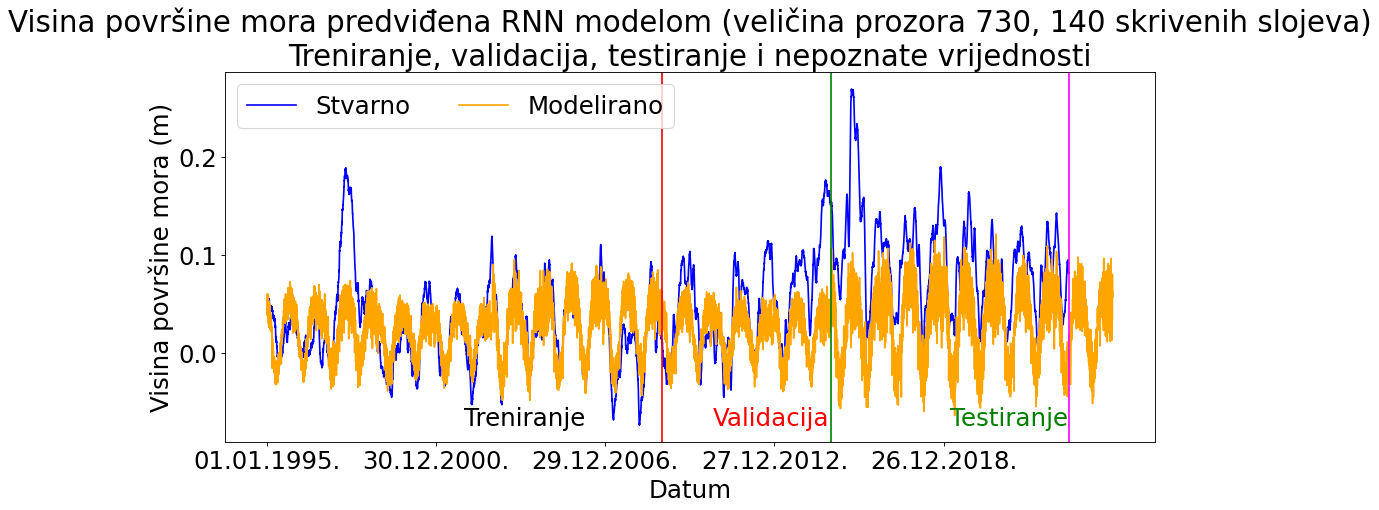 Visina površine mora predviđena RNN modelom (veličina prozora 730, 140 skrivenih slojeva)
Treniranje, validacija, testiranje i nepoznate vrijednosti
Stvarno Modelirano
Visina površine mora (m)
0.2
0.1
0.0
Treniranje Validacija Testiranje
01.01.1995. 30.12.2000. 29.12.2006. 27.12.2012. 26.12.2018.
Datum